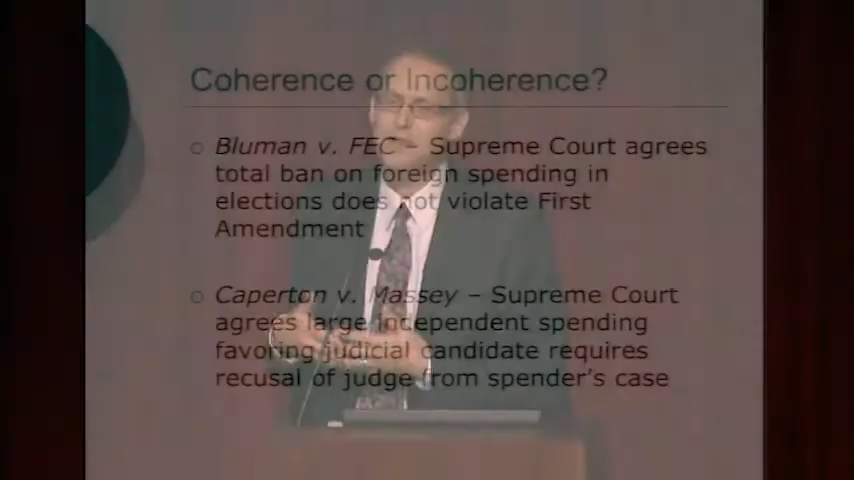 Coherence or Incoherence?
Bluman v. FEC – Supreme Court agrees
total ban on foreign spending in
elections does not violate First
Amendment
Caperton v. Massey – Supreme Court
agrees large independent spending
favoring judicial candidate requires
recusal of judge from spender's case